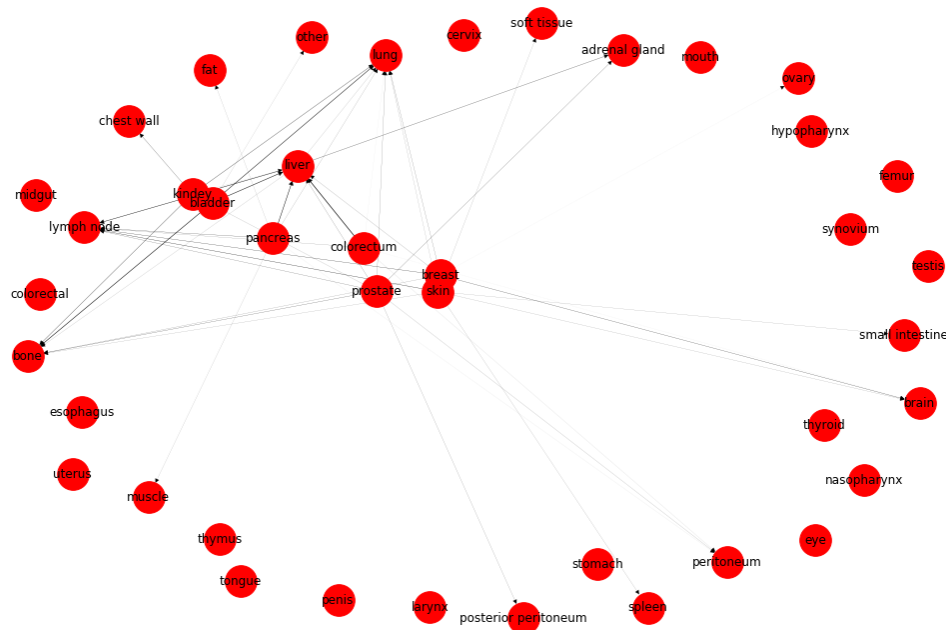 soft tissue
other
cervix
lung
adrenal gland
mouth
fat
ovary
chest wall
hypopharynx
liver
femur
midgut
kindey
bladder
lymph node
synovium
pancreas
colorectum
testis
breast
colorectal
prostate
skin
small intestine
bone
brain
esophagus
thyroid
uterus
nasopharynx
muscle
thymus
eye
stomach
peritoneum
tongue
penis
larynx
spleen
posterior peritoneum